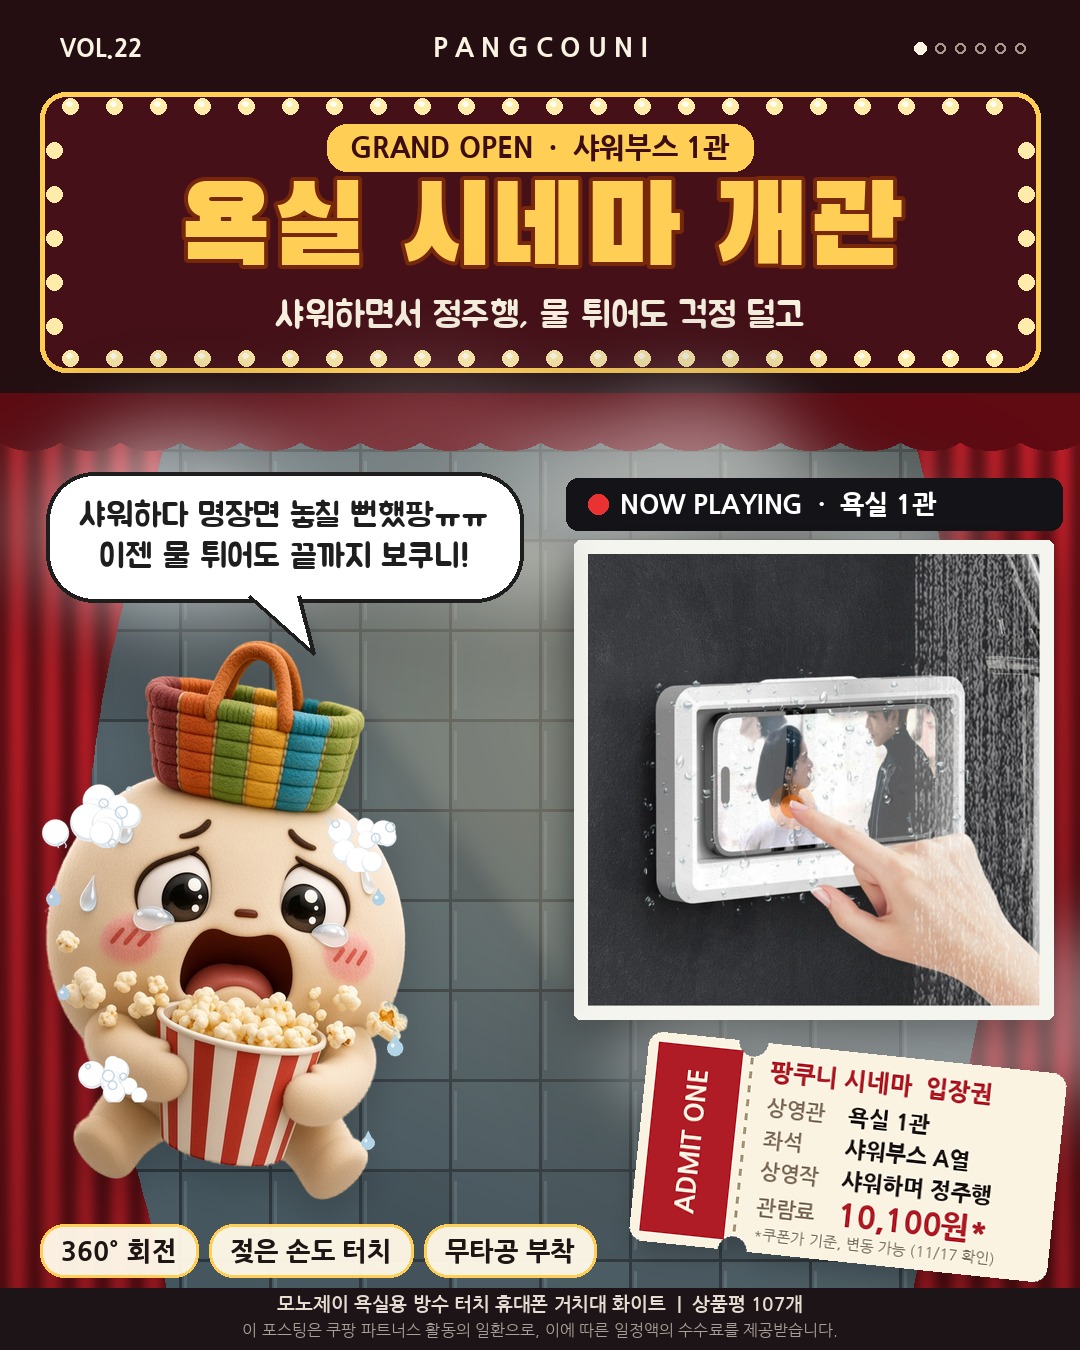 VOL.22
PANGCOUNI
GRAND OPEN · 샤워부스 1관
욕실 시네마 개관
샤워하면서 정주행, 물 튀어도 걱정 덜고
샤워하다 명장면 놓칠 뻔했팡ㅠㅠ
이젠 물 튀어도 끝까지 보쿠니!
NOW PLAYING · 욕실 1관
ADMIT ONE
팡쿠니 시네마 입장권
상영관 욕실 1관
좌석 샤워부스 A열
상영작 샤워하며 정주행
관람료 10,100원*
*쿠폰가 기준, 변동 가능 (11/17 확인)
360° 회전
젖은 손도 터치
무타공 부착
모노제이 욕실용 방수 터치 휴대폰 거치대 화이트 | 상품평 107개
이 포스팅은 쿠팡 파트너스 활동의 일환으로, 이에 따른 일정액의 수수료를 제공받습니다.